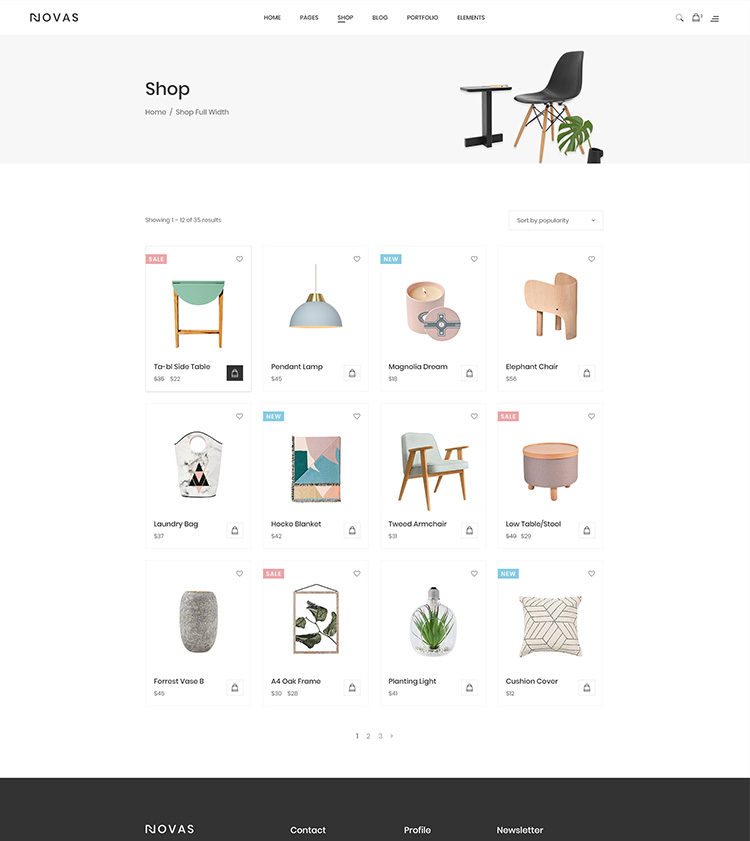 NOVAS
HOME PAGES SHOP BLOG PORTFOLIO ELEMENTS
Shop
Home / Shop Full Width
Showing 1 – 12 of 35 results
Sort by popularity
SALE
NEW
Ta-bl Side Table
Pendant Lamp
Magnolia Dream
Elephant Chair
$35 $22
$45
$18
$56
NEW
SALE
Laundry Bag
Hocko Blanket
Tweed Armchair
Low Table/Stool
$37
$42
$31
$49 $29
SALE
NEW
Forrest Vase B
A4 Oak Frame
Planting Light
Cushion Cover
$45
$30 $28
$41
$12
1 2 3 >
NOVAS
Contact
Profile
Newsletter